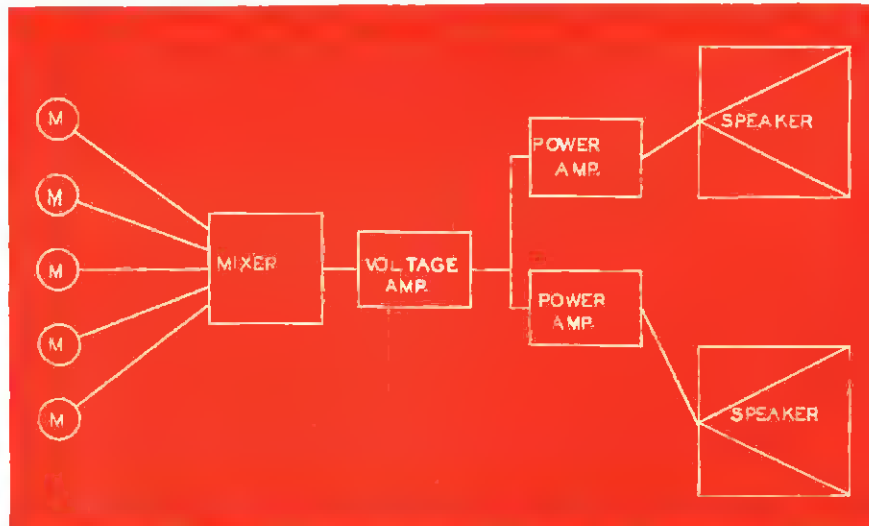 M
M
M
M
M
MIXER
VOLTAGE
AMP.
POWER
AMP.
SPEAKER
POWER
AMP.
SPEAKER